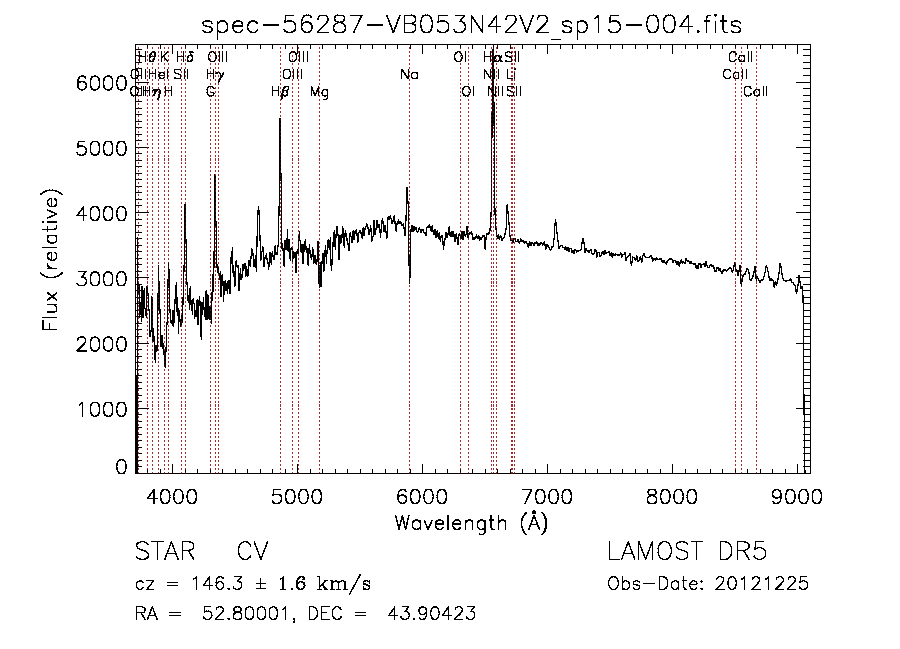 spec-56287-VB053N42V2_sp15-004.fits
Hθ K Hδ OIII OIII OI Hα SII CaII
OII HeI SII Hγ OIII NII Li CaII
OII Hη H G Hβ Mg Na OI NII SII CaII
6000
5000
4000
3000
2000
1000
0
Flux (relative)
4000 5000 6000 7000 8000 9000
Wavelength (Å)
STAR CV LAMOST DR5
cz = 146.3 ± 1.6 km/s Obs-Date: 20121225
RA = 52.80001, DEC = 43.90423